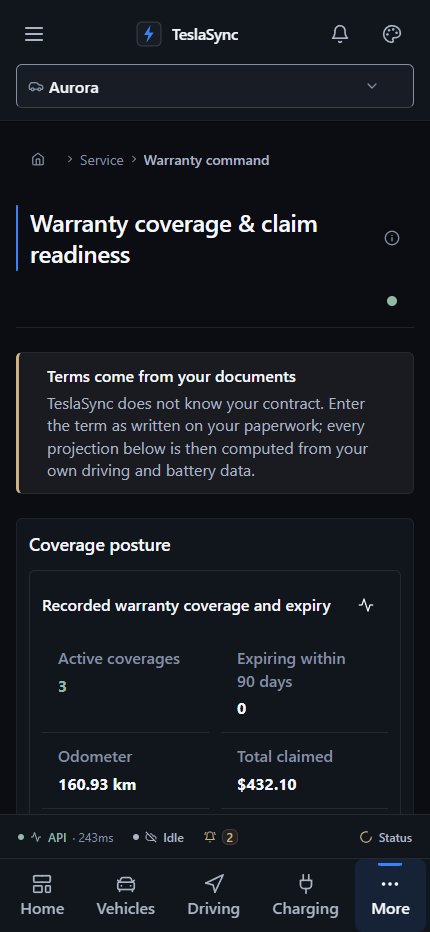 TeslaSync
Aurora
Service
Warranty command
Warranty coverage & claim
readiness
Terms come from your documents
TeslaSync does not know your contract. Enter
the term as written on your paperwork; every
projection below is then computed from your
own driving and battery data.
Coverage posture
Recorded warranty coverage and expiry
Active coverages
3
Expiring within
90 days
0
Odometer
160.93 km
Total claimed
$432.10
API · 243ms
Idle
2
Status
Home
Vehicles
Driving
Charging
More